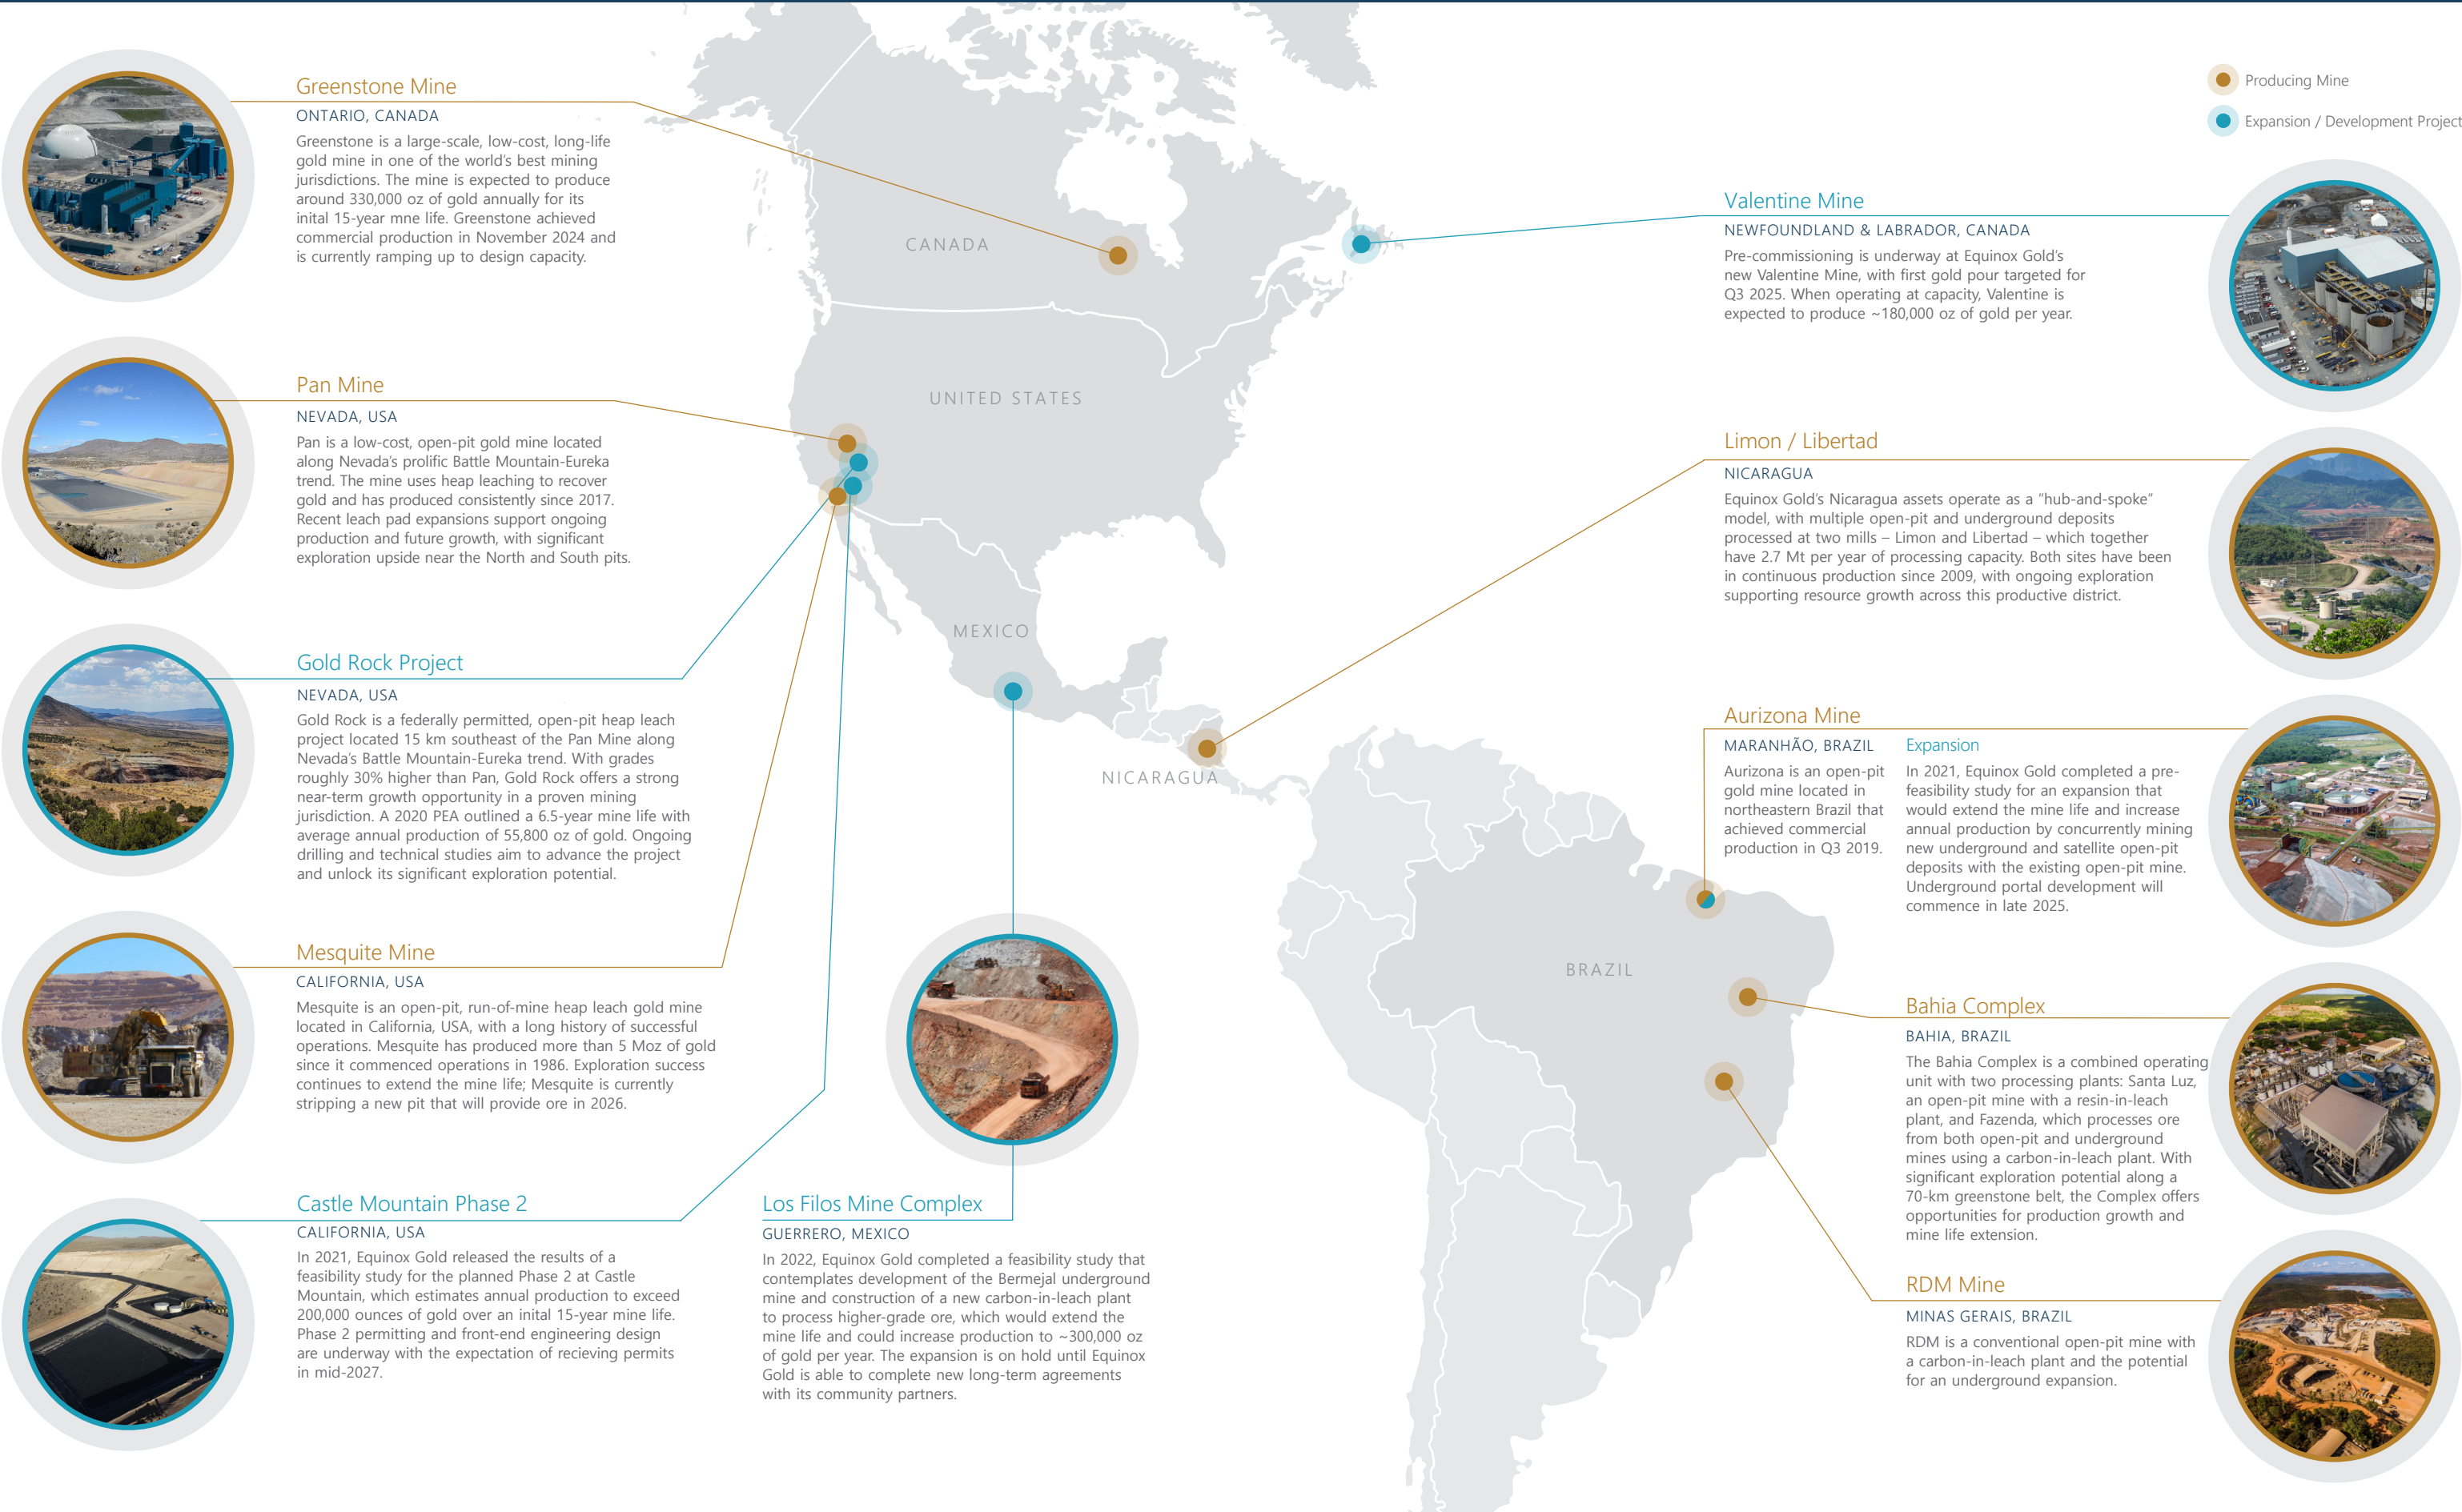 Greenstone Mine
ONTARIO, CANADA
Greenstone is a large-scale, low-cost, long-life
gold mine in one of the world's best mining
jurisdictions. The mine is expected to produce
around 330,000 oz of gold annually for its
inital 15-year mne life. Greenstone achieved
commercial production in November 2024 and
is currently ramping up to design capacity.
Pan Mine
NEVADA, USA
Pan is a low-cost, open-pit gold mine located
along Nevada's prolific Battle Mountain-Eureka
trend. The mine uses heap leaching to recover
gold and has produced consistently since 2017.
Recent leach pad expansions support ongoing
production and future growth, with significant
exploration upside near the North and South pits.
Gold Rock Project
NEVADA, USA
Gold Rock is a federally permitted, open-pit heap leach
project located 15 km southeast of the Pan Mine along
Nevada's Battle Mountain-Eureka trend. With grades
roughly 30% higher than Pan, Gold Rock offers a strong
near-term growth opportunity in a proven mining
jurisdiction. A 2020 PEA outlined a 6.5-year mine life with
average annual production of 55,800 oz of gold. Ongoing
drilling and technical studies aim to advance the project
and unlock its significant exploration potential.
Mesquite Mine
CALIFORNIA, USA
Mesquite is an open-pit, run-of-mine heap leach gold mine
located in California, USA, with a long history of successful
operations. Mesquite has produced more than 5 Moz of gold
since it commenced operations in 1986. Exploration success
continues to extend the mine life; Mesquite is currently
stripping a new pit that will provide ore in 2026.
Castle Mountain Phase 2
CALIFORNIA, USA
In 2021, Equinox Gold released the results of a
feasibility study for the planned Phase 2 at Castle
Mountain, which estimates annual production to exceed
200,000 ounces of gold over an inital 15-year mine life.
Phase 2 permitting and front-end engineering design
are underway with the expectation of recieving permits
in mid-2027.
Los Filos Mine Complex
GUERRERO, MEXICO
In 2022, Equinox Gold completed a feasibility study that
contemplates development of the Bermejal underground
mine and construction of a new carbon-in-leach plant
to process higher-grade ore, which would extend the
mine life and could increase production to ~300,000 oz
of gold per year. The expansion is on hold until Equinox
Gold is able to complete new long-term agreements
with its community partners.
CANADA
UNITED STATES
MEXICO
NICARAGUA
BRAZIL
Producing Mine
Expansion / Development Project
Valentine Mine
NEWFOUNDLAND & LABRADOR, CANADA
Pre-commissioning is underway at Equinox Gold's
new Valentine Mine, with first gold pour targeted for
Q3 2025. When operating at capacity, Valentine is
expected to produce ~180,000 oz of gold per year.
Limon / Libertad
NICARAGUA
Equinox Gold's Nicaragua assets operate as a "hub-and-spoke"
model, with multiple open-pit and underground deposits
processed at two mills – Limon and Libertad – which together
have 2.7 Mt per year of processing capacity. Both sites have been
in continuous production since 2009, with ongoing exploration
supporting resource growth across this productive district.
Aurizona Mine
MARANHÃO, BRAZIL
Aurizona is an open-pit
gold mine located in
northeastern Brazil that
achieved commercial
production in Q3 2019.
Expansion
In 2021, Equinox Gold completed a pre-
feasibility study for an expansion that
would extend the mine life and increase
annual production by concurrently mining
new underground and satellite open-pit
deposits with the existing open-pit mine.
Underground portal development will
commence in late 2025.
Bahia Complex
BAHIA, BRAZIL
The Bahia Complex is a combined operating
unit with two processing plants: Santa Luz,
an open-pit mine with a resin-in-leach
plant, and Fazenda, which processes ore
from both open-pit and underground
mines using a carbon-in-leach plant. With
significant exploration potential along a
70-km greenstone belt, the Complex offers
opportunities for production growth and
mine life extension.
RDM Mine
MINAS GERAIS, BRAZIL
RDM is a conventional open-pit mine with
a carbon-in-leach plant and the potential
for an underground expansion.